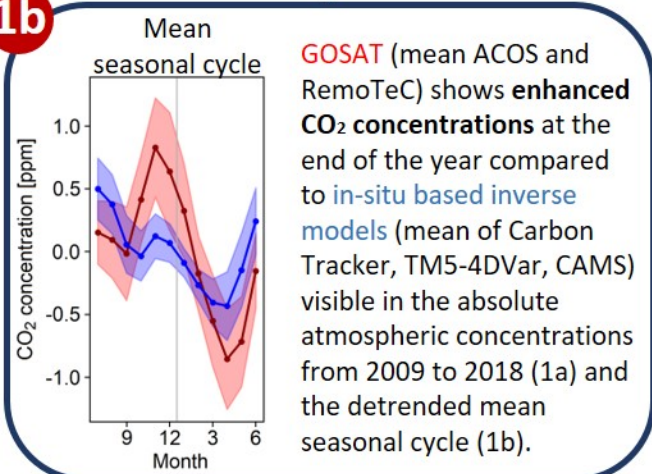 1b
Mean
seasonal cycle
CO₂ concentration [ppm]
1.0
0.5
0.0
-0.5
-1.0
9 12 3 6
Month
GOSAT (mean ACOS and
RemoTeC) shows enhanced
CO₂ concentrations at the
end of the year compared
to in-situ based inverse
models (mean of Carbon
Tracker, TM5-4DVar, CAMS)
visible in the absolute
atmospheric concentrations
from 2009 to 2018 (1a) and
the detrended mean
seasonal cycle (1b).